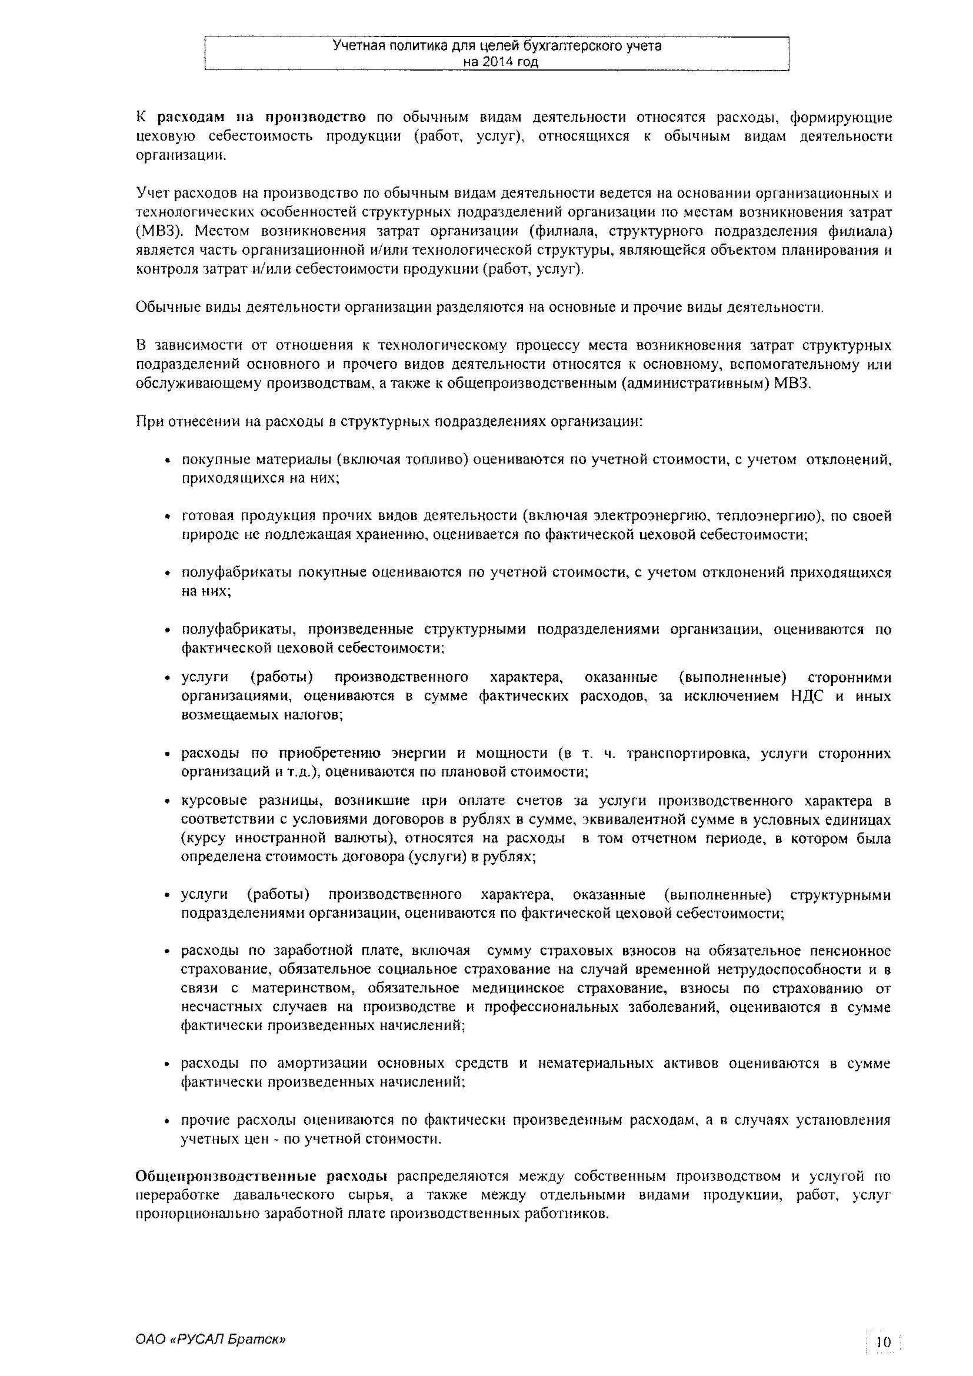 Учетная политика для целей бухгалтерского учета
на 2014 год
К расходам на производство по обычным видам деятельности относятся расходы, формирующие
цеховую себестоимость продукции (работ, услуг), относящихся к обычным видам деятельности
организации.
Учет расходов на производство по обычным видам деятельности ведется на основании организационных и
технологических особенностей структурных подразделений организации по местам возникновения затрат
(МВЗ). Местом возникновения затрат организации (филиала, структурного подразделения филиала)
является часть организационной и/или технологической структуры, являющейся объектом планирования и
контроля затрат и/или себестоимости продукции (работ, услуг).
Обычные виды деятельности организации разделяются на основные и прочие виды деятельности.
В зависимости от отношения к технологическому процессу места возникновения затрат структурных
подразделений основного и прочего видов деятельности относятся к основному, вспомогательному или
обслуживающему производствам, а также к общепроизводственным (административным) МВЗ.
При отнесении на расходы в структурных подразделениях организации:
• покупные материалы (включая топливо) оцениваются по учетной стоимости, с учетом отклонений,
приходящихся на них;
• готовая продукция прочих видов деятельности (включая электроэнергию, теплоэнергию), по своей
природе не подлежащая хранению, оценивается по фактической цеховой себестоимости;
• полуфабрикаты покупные оцениваются по учетной стоимости, с учетом отклонений приходящихся
на них;
• полуфабрикаты, произведенные структурными подразделениями организации, оцениваются по
фактической цеховой себестоимости;
• услуги (работы) производственного характера, оказанные (выполненные) сторонними
организациями, оцениваются в сумме фактических расходов, за исключением НДС и иных
возмещаемых налогов;
• расходы по приобретению энергии и мощности (в т. ч. транспортировка, услуги сторонних
организаций и т.д.), оцениваются по плановой стоимости;
• курсовые разницы, возникшие при оплате счетов за услуги производственного характера в
соответствии с условиями договоров в рублях в сумме, эквивалентной сумме в условных единицах
(курсу иностранной валюты), относятся на расходы в том отчетном периоде, в котором была
определена стоимость договора (услуги) в рублях;
• услуги (работы) производственного характера, оказанные (выполненные) структурными
подразделениями организации, оцениваются по фактической цеховой себестоимости;
• расходы по заработной плате, включая сумму страховых взносов на обязательное пенсионное
страхование, обязательное социальное страхование на случай временной нетрудоспособности и в
связи с материнством, обязательное медицинское страхование, взносы по страхованию от
несчастных случаев на производстве и профессиональных заболеваний, оцениваются в сумме
фактически произведенных начислений;
• расходы по амортизации основных средств и нематериальных активов оцениваются в сумме
фактически произведенных начислений;
• прочие расходы оцениваются по фактически произведенным расходам, а в случаях установления
учетных цен - по учетной стоимости.
Общепроизводственные расходы распределяются между собственным производством и услугой по
переработке давальческого сырья, а также между отдельными видами продукции, работ, услуг
пропорционально заработной плате производственных работников.
ОАО «РУСАЛ Братск»
10